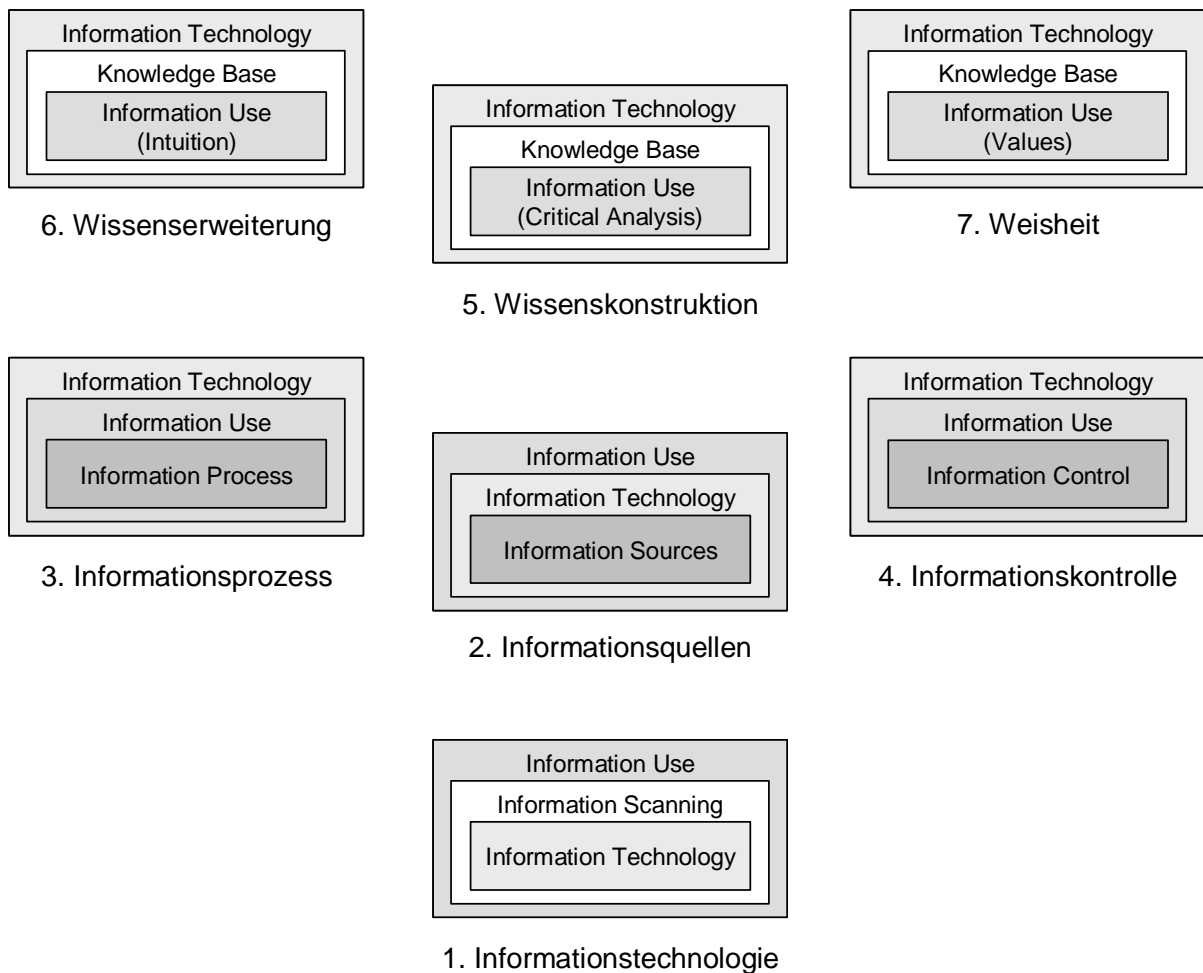 Information Technology
Knowledge Base
Information Use
(Intuition)
6. Wissenserweiterung
Information Technology
Knowledge Base
Information Use
(Critical Analysis)
5. Wissenskonstruktion
Information Technology
Knowledge Base
Information Use
(Values)
7. Weisheit
Information Technology
Information Use
Information Process
3. Informationsprozess
Information Use
Information Technology
Information Sources
2. Informationsquellen
Information Technology
Information Use
Information Control
4. Informationskontrolle
Information Use
Information Scanning
Information Technology
1. Informationstechnologie